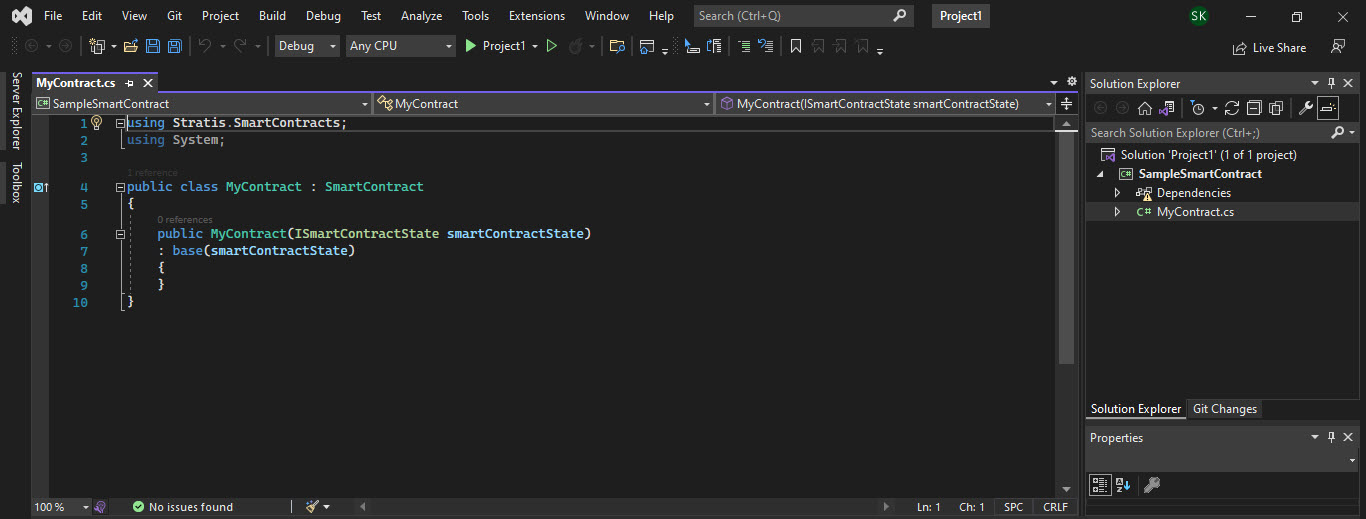 File Edit View Git Project Build Debug Test Analyze Tools Extensions Window Help Search (Ctrl+Q) Project1 SK
Debug Any CPU Project1 Live Share
Server Explorer
Toolbox
MyContract.cs
C# SampleSmartContract MyContract MyContract(ISmartContractState smartContractState)
1 using Stratis.SmartContracts;
2 using System;
3
1 reference
4 public class MyContract : SmartContract
5 {
0 references
6 public MyContract(ISmartContractState smartContractState)
7 : base(smartContractState)
8 {
9 }
10 }
100 % No issues found Ln: 1 Ch: 1 SPC CRLF
Solution Explorer
Search Solution Explorer (Ctrl+;)
Solution 'Project1' (1 of 1 project)
C# SampleSmartContract
Dependencies
C# MyContract.cs
Solution Explorer Git Changes
Properties